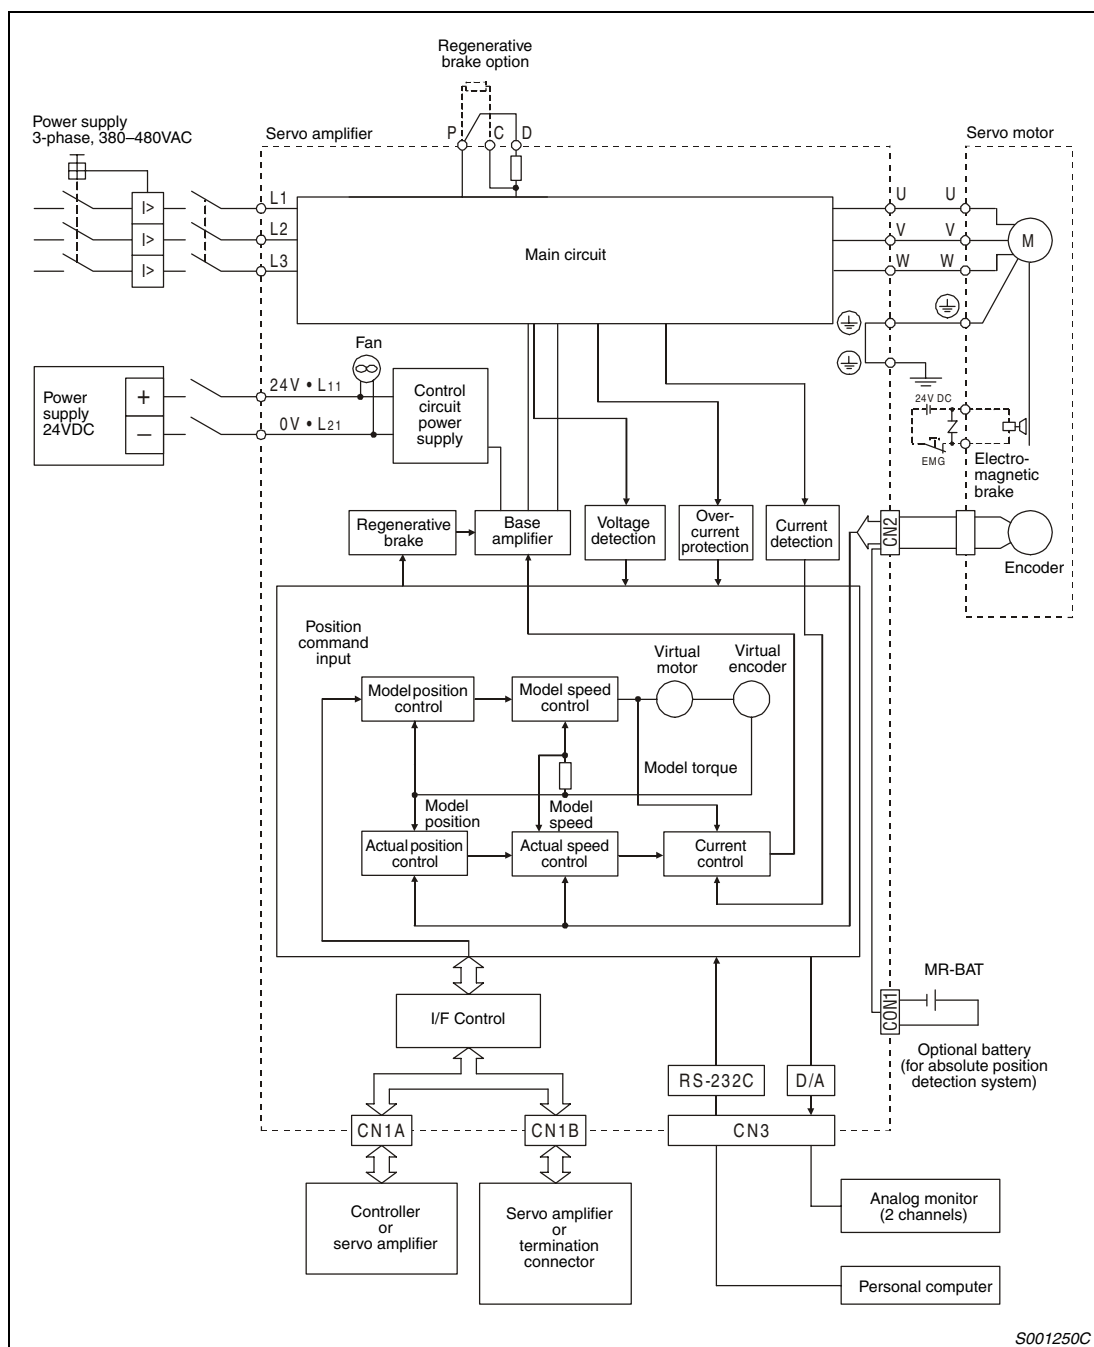 Regenerative
brake option
Power supply
3-phase, 380–480VAC
Servo amplifier
P
C
D
Servo motor
I>
I>
I>
L1
L2
L3
Main circuit
U
U
V
V
W
W
M
Fan
Power
supply
24VDC
+
–
24V • L11
0V • L21
Control
circuit
power
supply
24V DC
EMG
Electro-
magnetic
brake
Regenerative
brake
Base
amplifier
Voltage
detection
Over-
current
protection
Current
detection
CN2
Encoder
Position
command
input
Virtual
motor
Virtual
encoder
Model position
control
Model speed
control
Model torque
Model
position
Model
speed
Actual position
control
Actual speed
control
Current
control
MR-BAT
CON1
Optional battery
(for absolute position
detection system)
I/F Control
RS-232C
D/A
CN1A
CN1B
CN3
Controller
or
servo amplifier
Servo amplifier
or
termination
connector
Analog monitor
(2 channels)
Personal computer
S001250C